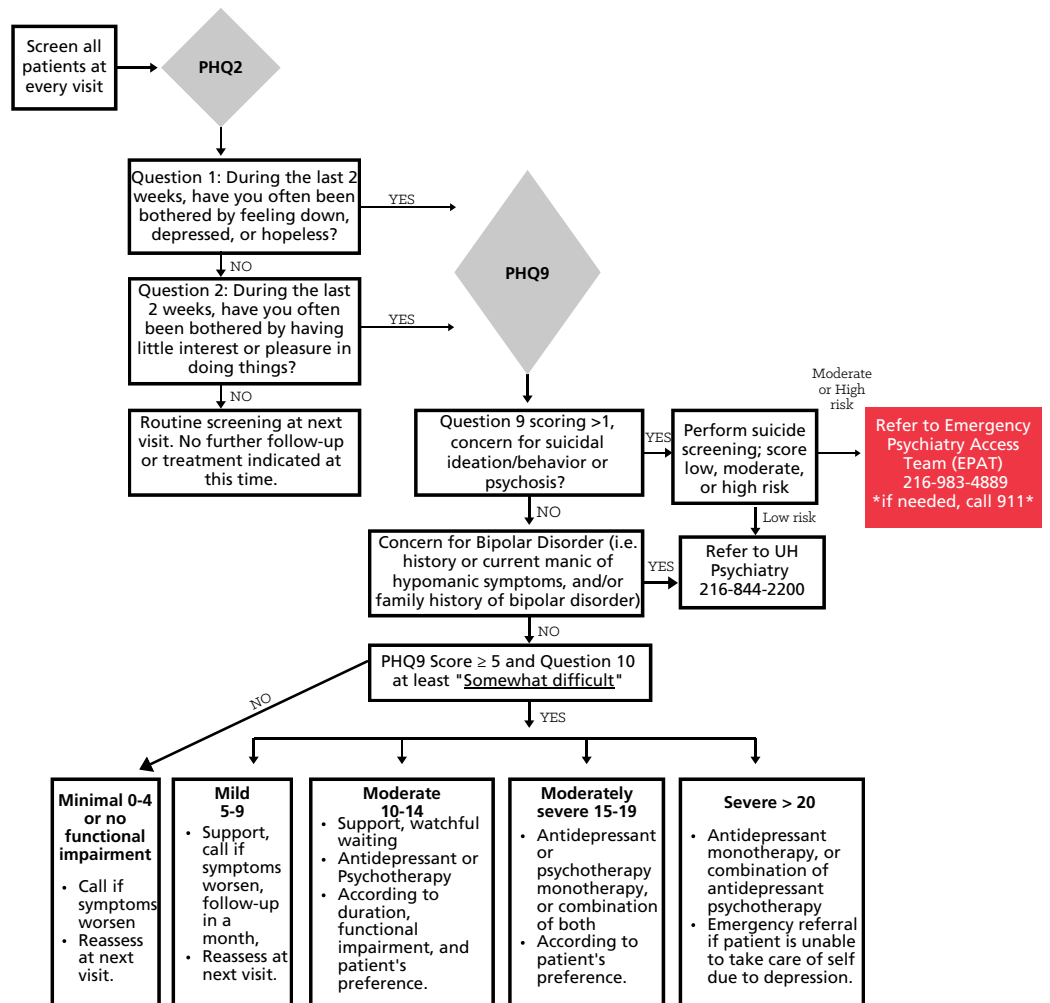 Screen all
patients at
every visit
PHQ2
Question 1: During the last 2
weeks, have you often been
bothered by feeling down,
depressed, or hopeless?
YES
NO
Question 2: During the last
2 weeks, have you often
been bothered by having
little interest or pleasure in
doing things?
YES
NO
Routine screening at next
visit. No further follow-up
or treatment indicated at
this time.
PHQ9
Question 9 scoring >1,
concern for suicidal
ideation/behavior or
psychosis?
YES
NO
Perform suicide
screening; score
low, moderate,
or high risk
Moderate
or High
risk
Refer to Emergency
Psychiatry Access
Team (EPAT)
216-983-4889
*if needed, call 911*
Low risk
Refer to UH
Psychiatry
216-844-2200
Concern for Bipolar Disorder (i.e.
history or current manic of
hypomanic symptoms, and/or
family history of bipolar disorder)
YES
NO
PHQ9 Score ≥ 5 and Question 10
at least "Somewhat difficult"
NO
YES
Minimal 0-4
or no
functional
impairment
• Call if
symptoms
worsen
• Reassess
at next
visit.
Mild
5-9
• Support,
call if
symptoms
worsen,
follow-up
in a
month,
• Reassess at
next visit.
Moderate
10-14
• Support, watchful
waiting
• Antidepressant or
Psychotherapy
• According to
duration,
functional
impairment, and
patient's
preference.
Moderately
severe 15-19
• Antidepressant
or
psychotherapy
monotherapy,
or combination
of both
• According to
patient's
preference.
Severe > 20
• Antidepressant
monotherapy, or
combination of
antidepressant
psychotherapy
• Emergency referral
if patient is unable
to take care of self
due to depression.